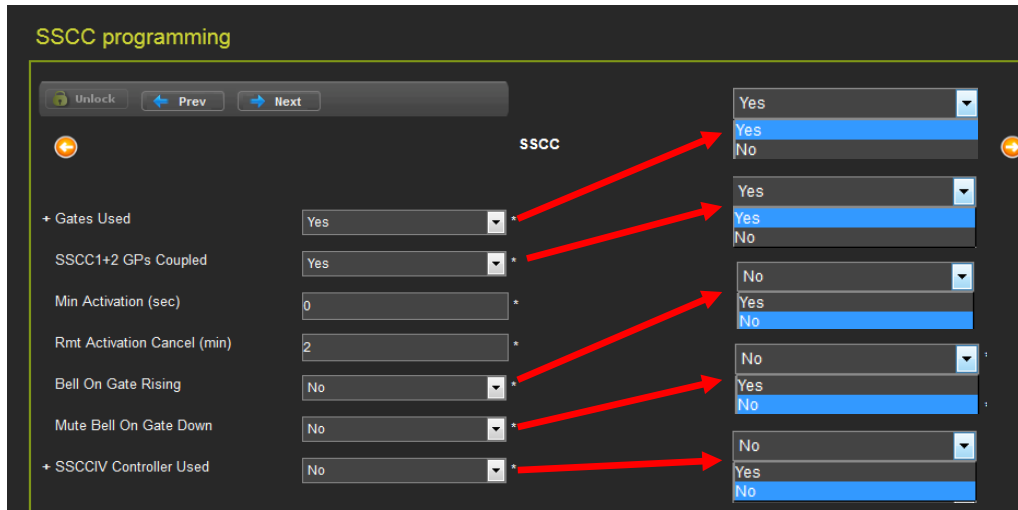 SSCC programming
Unlock Prev Next
SSCC
+ Gates Used Yes *
SSCC1+2 GPs Coupled Yes *
Min Activation (sec) 0 *
Rmt Activation Cancel (min) 2 *
Bell On Gate Rising No *
Mute Bell On Gate Down No *
+ SSCCIV Controller Used No *
Yes
Yes
No
Yes
Yes
No
No
Yes
No
No *
Yes
No *
No
Yes
No